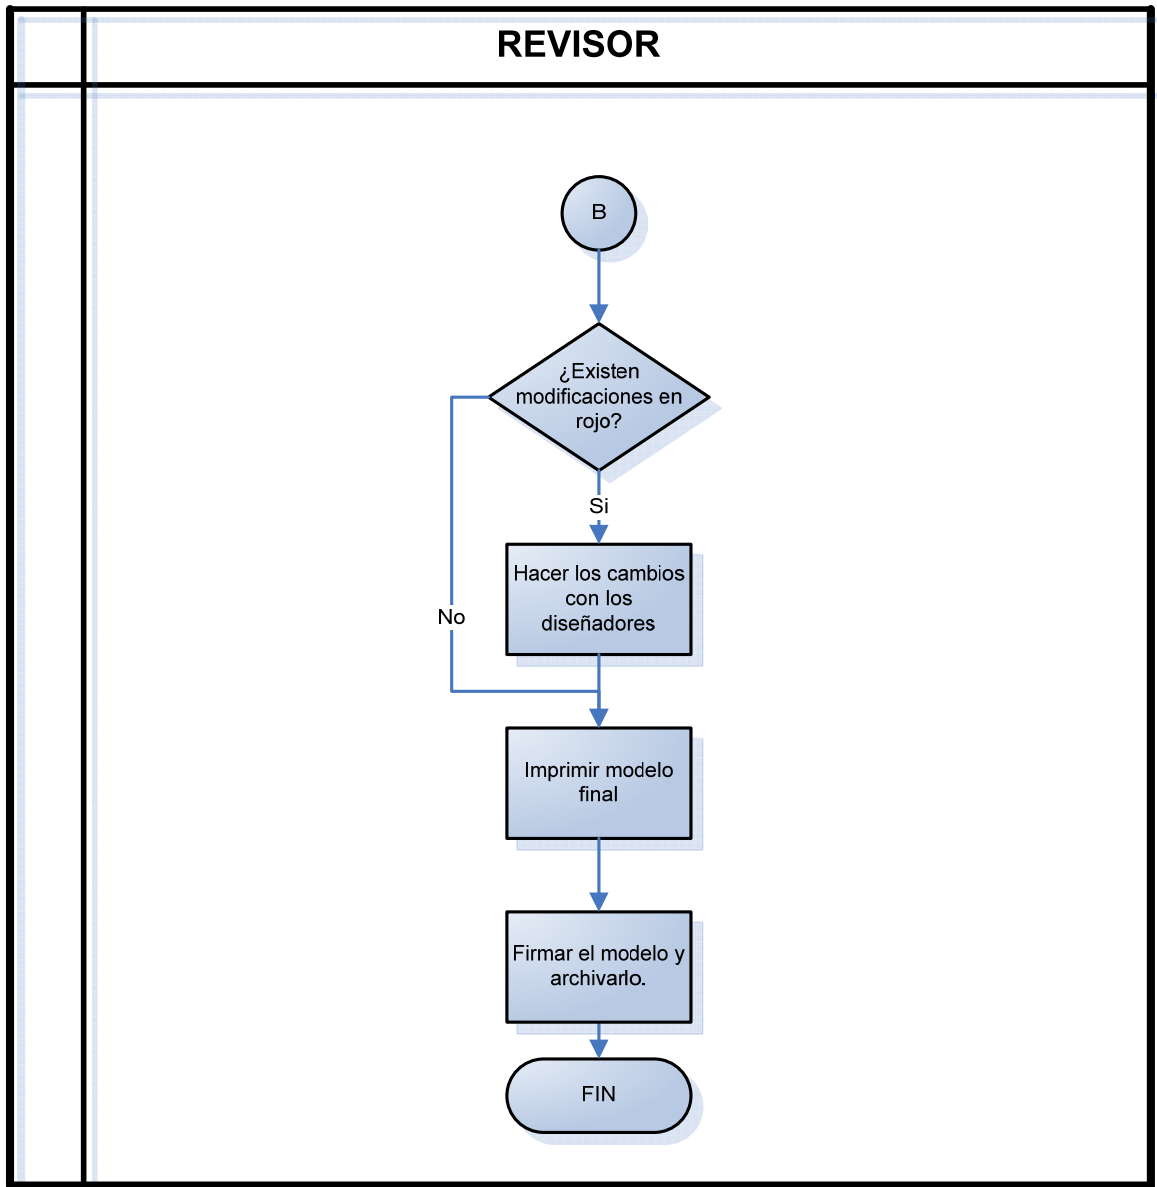 REVISOR
B
¿Existen
modificaciones en
rojo?
Si
Hacer los cambios
con los
diseñadores
No
Imprimir modelo
final
Firmar el modelo y
archivarlo.
FIN